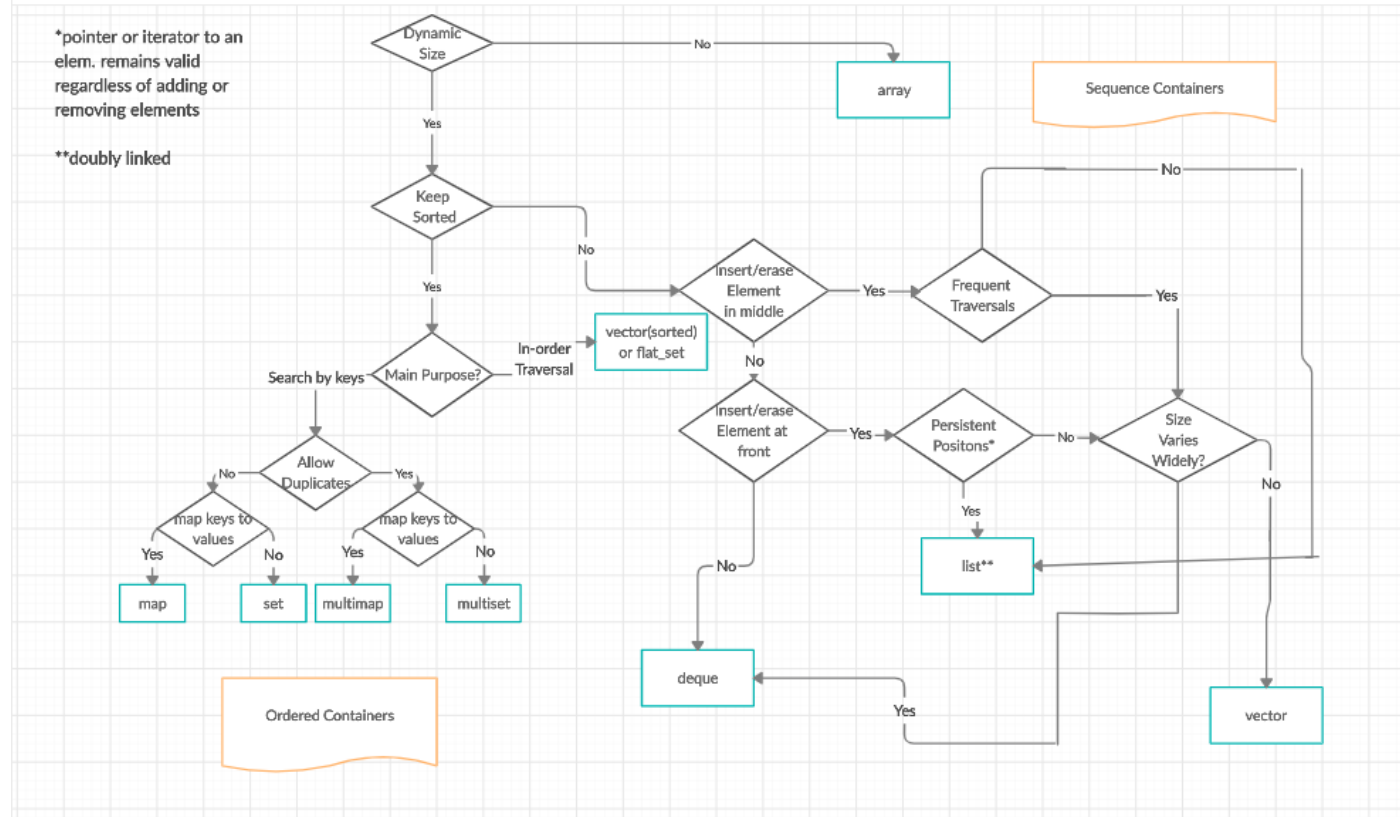 *pointer or iterator to an
elem. remains valid
regardless of adding or
removing elements
**doubly linked
Dynamic
Size
No
array
Sequence Containers
Yes
Keep
Sorted
No
No
Yes
Insert/erase
Element
in middle
Yes
Frequent
Traversals
Yes
vector(sorted)
or flat_set
In-order
Traversal
Main Purpose?
Search by keys
No
Insert/erase
Element at
front
Yes
Persistent
Positons*
No
Size
Varies
Widely?
No
Allow
Duplicates
No
Yes
map keys to
values
map keys to
values
Yes
No
Yes
No
map
set
multimap
multiset
Yes
list**
No
deque
Yes
vector
Ordered Containers